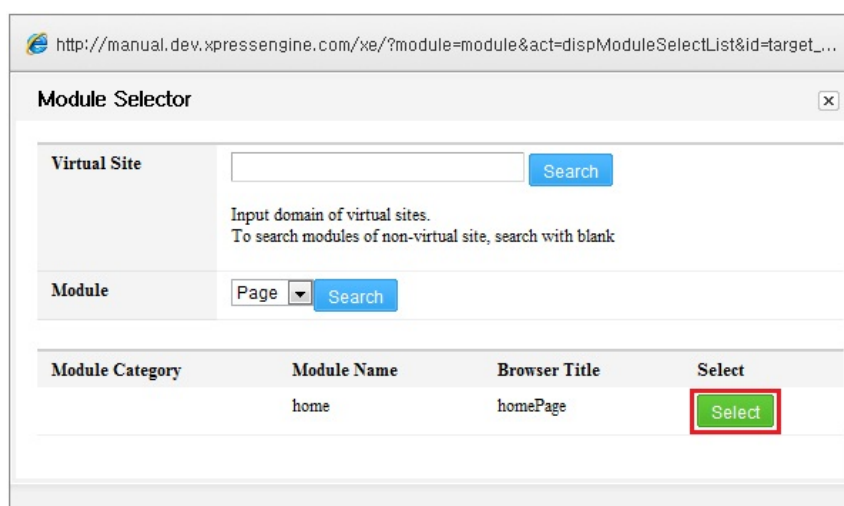 http://manual.dev.xpressengine.com/xe/?module=module&act=dispModuleSelectList&id=target_...
Module Selector
Virtual Site
Search
Input domain of virtual sites.
To search modules of non-virtual site, search with blank
Module
Page
Search
Module Category Module Name Browser Title Select
home homePage Select